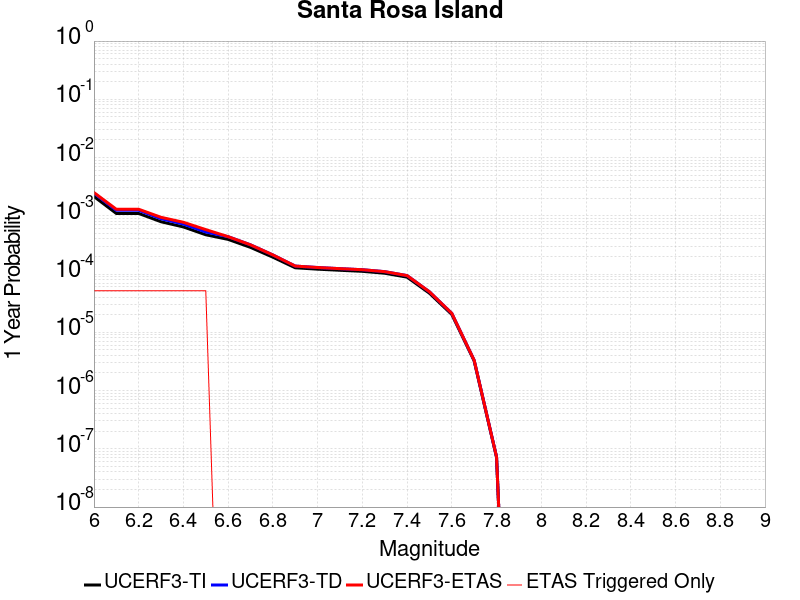 Santa Rosa Island
10^0
10^-1
10^-2
10^-3
10^-4
10^-5
10^-6
10^-7
10^-8
1 Year Probability
6 6.2 6.4 6.6 6.8 7 7.2 7.4 7.6 7.8 8 8.2 8.4 8.6 8.8 9
Magnitude
UCERF3-TI UCERF3-TD UCERF3-ETAS ETAS Triggered Only